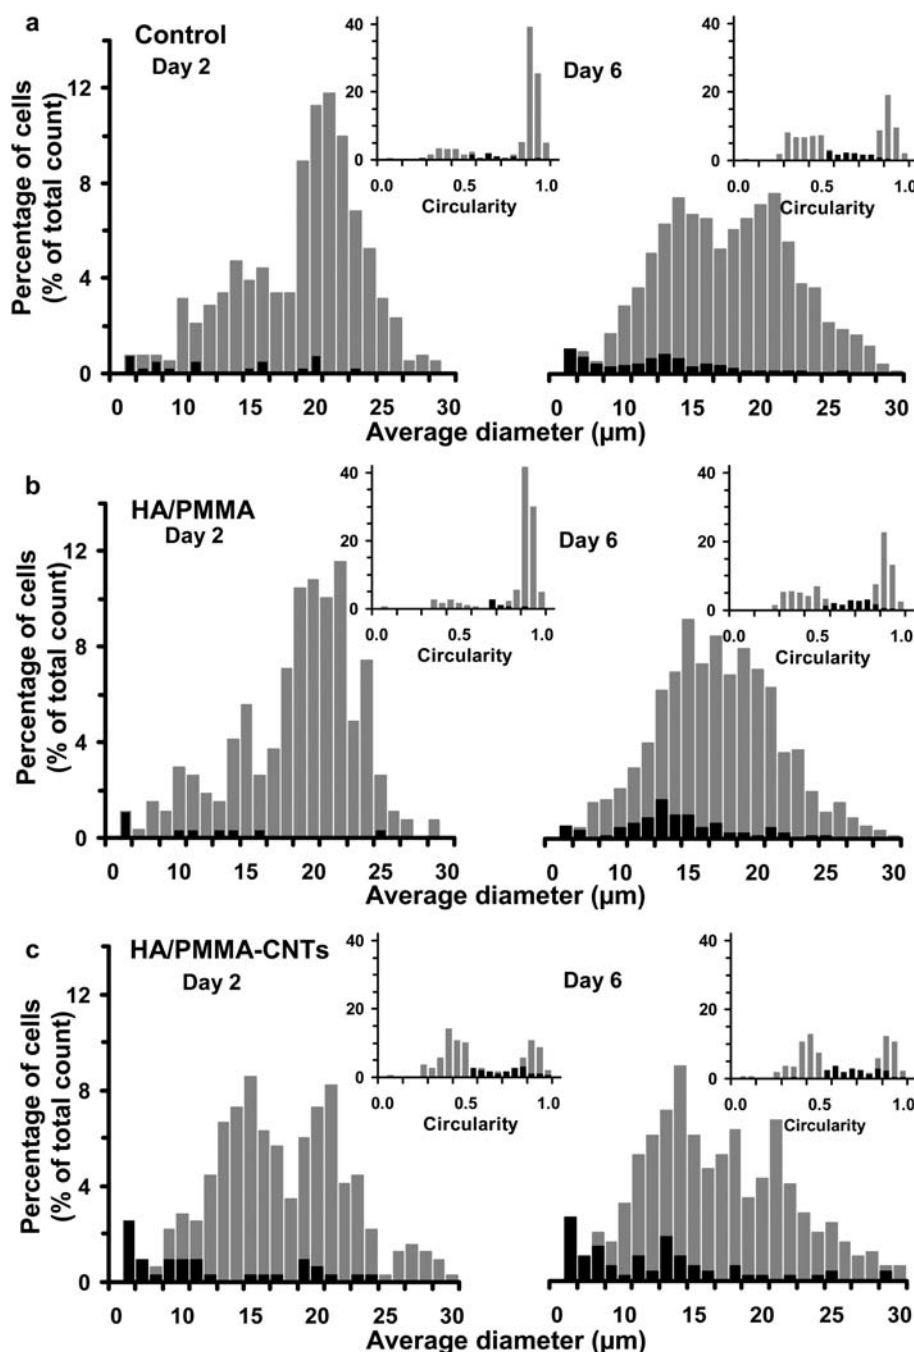 a
Control
Day 2
Day 6
Percentage of cells
(% of total count)
12
8
4
0
40
20
0
0.0 0.5 1.0
Circularity
40
20
0
0.0 0.5 1.0
Circularity
0 10 15 20 25 30
0 10 15 20 25 30
Average diameter (µm)
b
HA/PMMA
Day 2
Day 6
Percentage of cells
(% of total count)
12
8
4
0
40
20
0
0.0 0.5 1.0
Circularity
40
20
0
0.0 0.5 1.0
Circularity
0 10 15 20 25 30
0 10 15 20 25 30
Average diameter (µm)
c
HA/PMMA-CNTs
Day 2
Day 6
Percentage of cells
(% of total count)
12
8
4
0
40
20
0
0.0 0.5 1.0
Circularity
40
20
0
0.0 0.5 1.0
Circularity
0 10 15 20 25 30
0 10 15 20 25 30
Average diameter (µm)